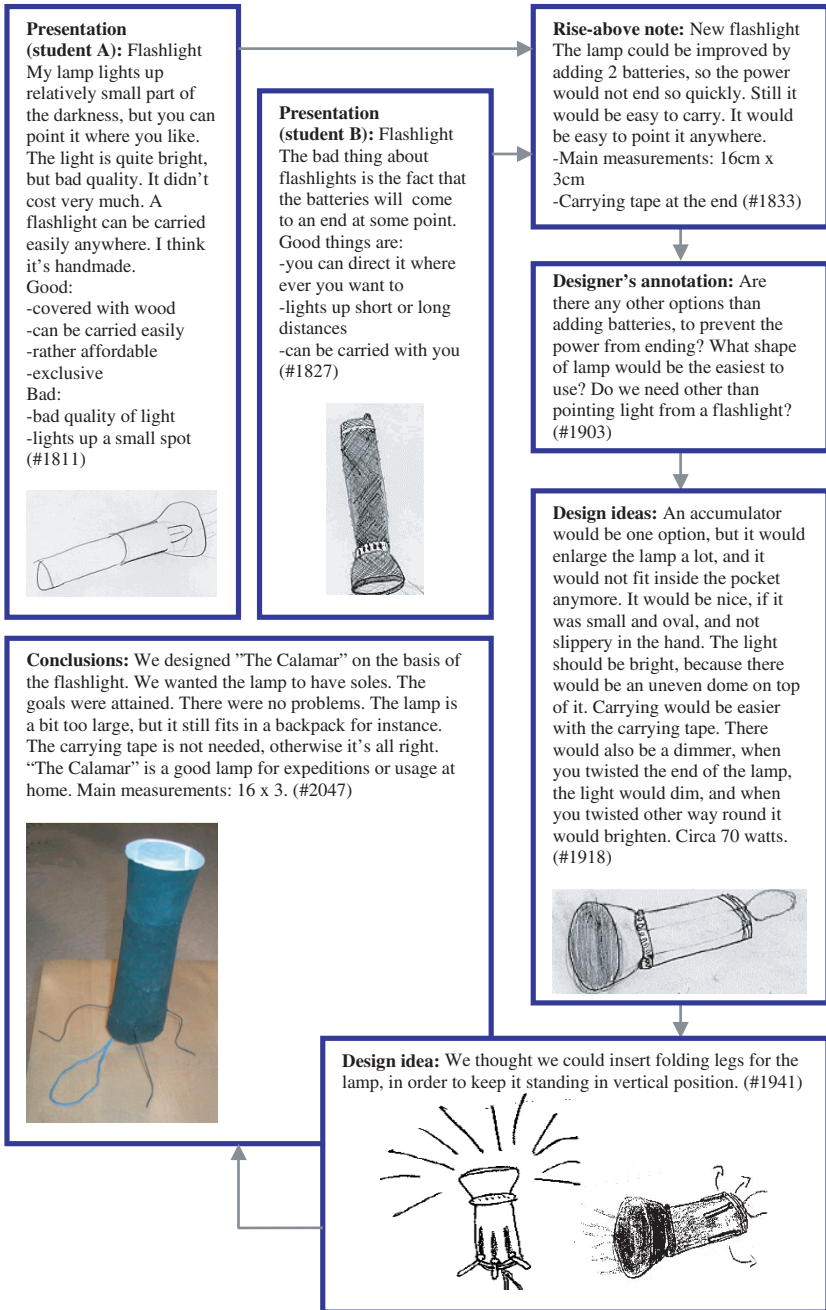 Presentation
(student A): Flashlight
My lamp lights up
relatively small part of
the darkness, but you can
point it where you like.
The light is quite bright,
but bad quality. It didn't
cost very much. A
flashlight can be carried
easily anywhere. I think
it's handmade.
Good:
-covered with wood
-can be carried easily
-rather affordable
-exclusive
Bad:
-bad quality of light
-lights up a small spot
(#1811)
Presentation
(student B): Flashlight
The bad thing about
flashlights is the fact that
the batteries will come
to an end at some point.
Good things are:
-you can direct it where
ever you want to
-lights up short or long
distances
-can be carried with you
(#1827)
Rise-above note: New flashlight
The lamp could be improved by
adding 2 batteries, so the power
would not end so quickly. Still it
would be easy to carry. It would
be easy to point it anywhere.
-Main measurements: 16cm x
3cm
-Carrying tape at the end (#1833)
Designer's annotation: Are
there any other options than
adding batteries, to prevent the
power from ending? What shape
of lamp would be the easiest to
use? Do we need other than
pointing light from a flashlight?
(#1903)
Design ideas: An accumulator
would be one option, but it would
enlarge the lamp a lot, and it
would not fit inside the pocket
anymore. It would be nice, if it
was small and oval, and not
slippery in the hand. The light
should be bright, because there
would be an uneven dome on top
of it. Carrying would be easier
with the carrying tape. There
would also be a dimmer, when
you twisted the end of the lamp,
the light would dim, and when
you twisted other way round it
would brighten. Circa 70 watts.
(#1918)
Design idea: We thought we could insert folding legs for the
lamp, in order to keep it standing in vertical position. (#1941)
Conclusions: We designed "The Calamar" on the basis of
the flashlight. We wanted the lamp to have soles. The
goals were attained. There were no problems. The lamp is
a bit too large, but it still fits in a backpack for instance.
The carrying tape is not needed, otherwise it's all right.
"The Calamar" is a good lamp for expeditions or usage at
home. Main measurements: 16 x 3. (#2047)